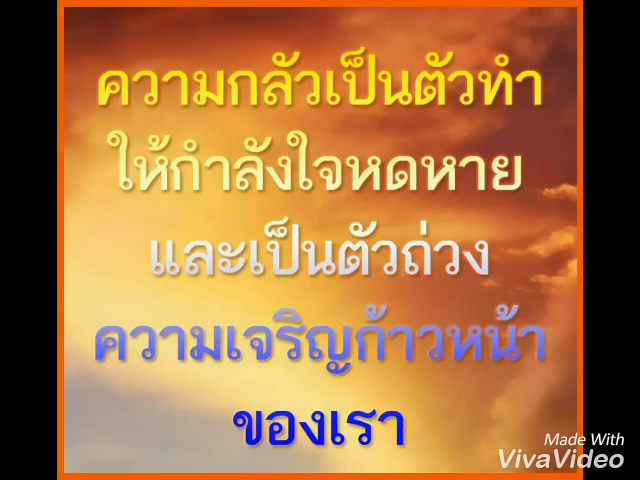 ความกลัวเป็นตัวทำ
ให้กำลังใจหดหาย
และเป็นตัวถ่วง
ความเจริญก้าวหน้า
ของเรา
Made With
VivaVideo